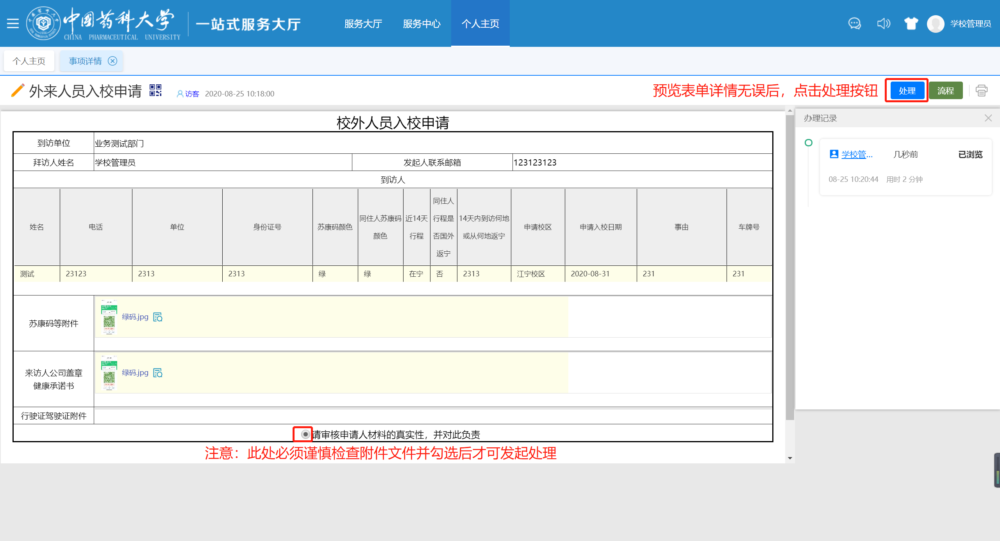 中國药科大学
CHINA PHARMACEUTICAL UNIVERSITY
一站式服务大厅
服务大厅 服务中心 个人主页
学校管理员
个人主页 事项详情
外来人员入校申请
访客 2020-08-25 10:18:00
预览表单详情无误后，点击处理按钮
处理 流程
校外人员入校申请
到访单位 业务测试部门
拜访人姓名 学校管理员 发起人联系邮箱 123123123
到访人
姓名 电话 单位 身份证号 苏康码颜色 同住人苏康码颜色 近14天行程 同住人行程是否国外返宁 14天内到访何地或从何地返宁 申请校区 申请入校日期 事由 车牌号
测试 23123 2313 2313 绿 绿 在宁 否 2313 江宁校区 2020-08-31 231 231
苏康码等附件 绿码.jpg
来访人公司盖章
健康承诺书
绿码.jpg
行驶证驾驶证附件
请审核申请人材料的真实性，并对此负责
注意：此处必须谨慎检查附件文件并勾选后才可发起处理
办理记录
学校管... 几秒前 已浏览
08-25 10:20:44 用时 2 分钟